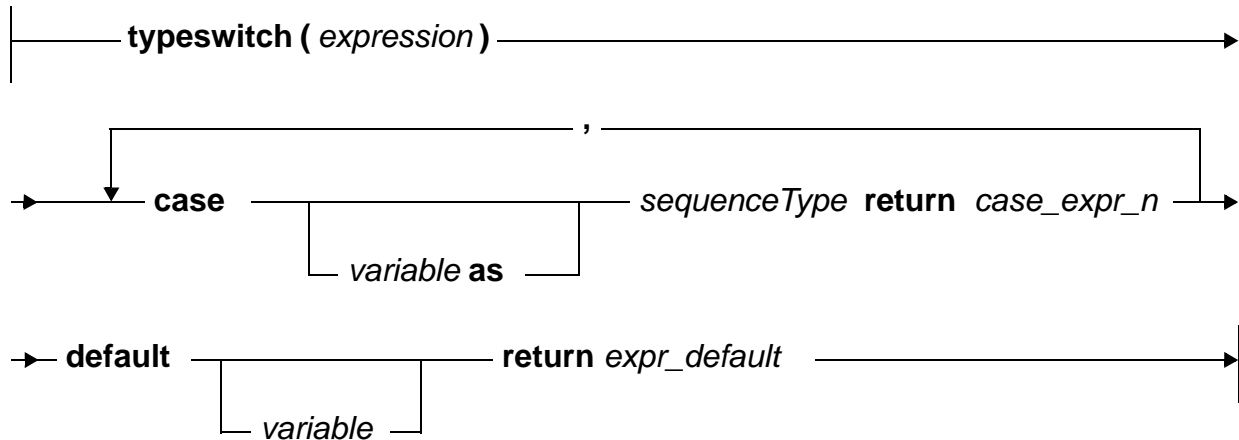 typeswitch ( expression )
,
case sequenceType return case_expr_n
variable as
default return expr_default
variable